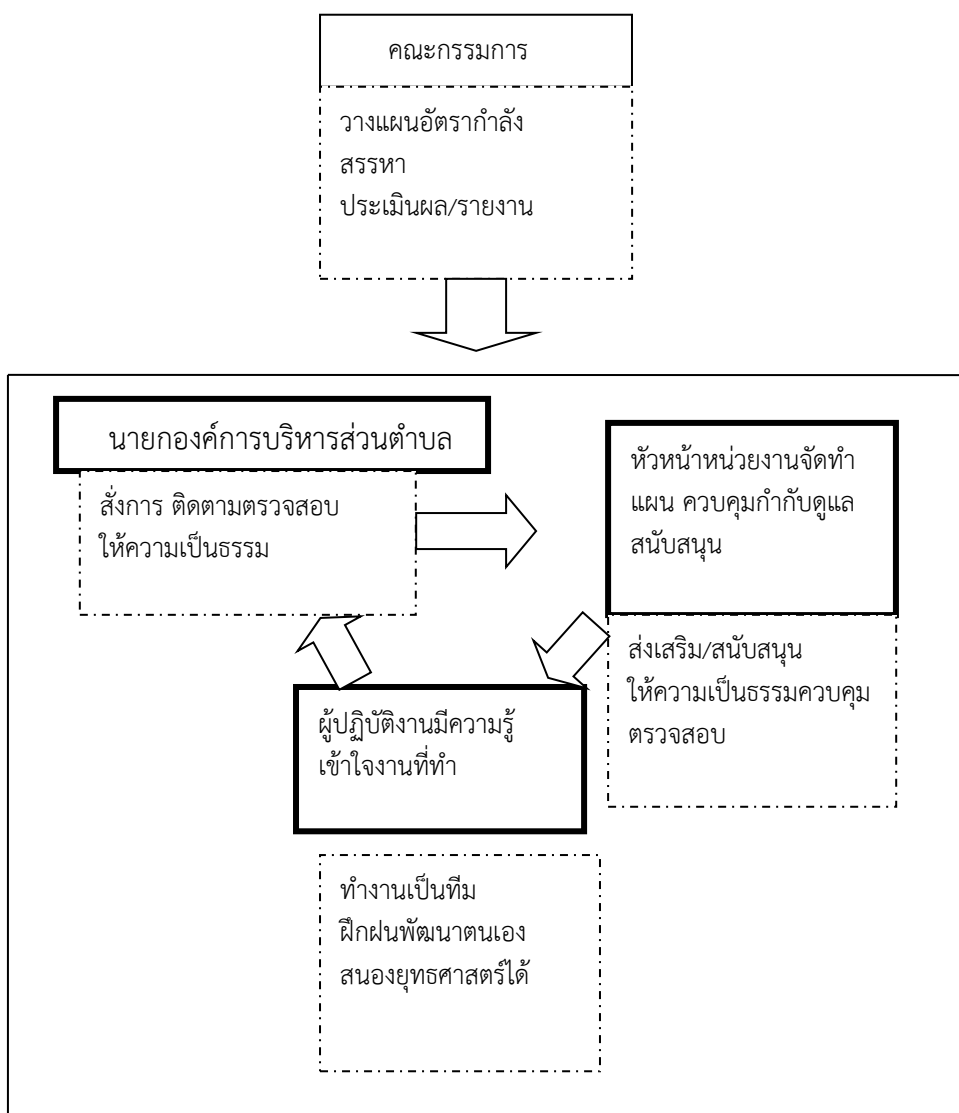 คณะกรรมการ
วางแผนอัตรากำลัง
สรรหา
ประเมินผล/รายงาน
นายกองค์การบริหารส่วนตำบล
สั่งการ ติดตามตรวจสอบ
ให้ความเป็นธรรม
หัวหน้าหน่วยงานจัดทำ
แผน ควบคุมกำกับดูแล
สนับสนุน
ส่งเสริม/สนับสนุน
ให้ความเป็นธรรมควบคุม
ตรวจสอบ
ผู้ปฏิบัติงานมีความรู้
เข้าใจงานที่ทำ
ทำงานเป็นทีม
ฝึกฝนพัฒนาตนเอง
สนองยุทธศาสตร์ได้